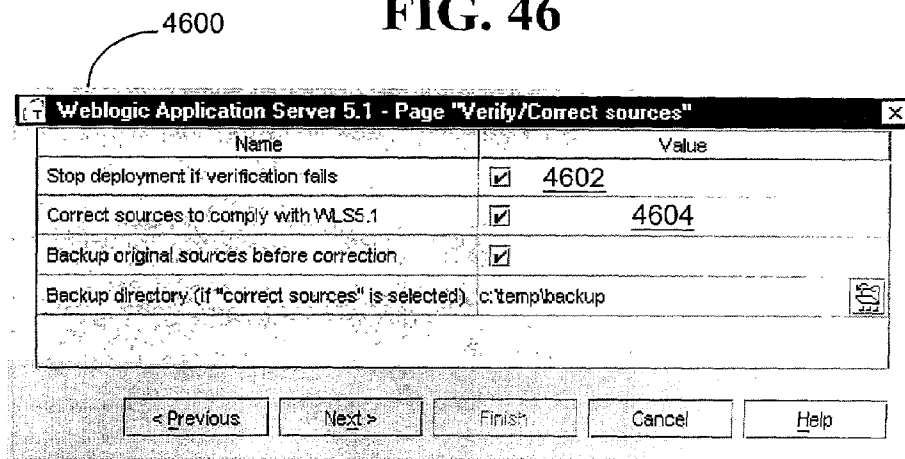 FIG. 46
4600
Weblogic Application Server 5.1 - Page "Verify/Correct sources"
Name Value
Stop deployment if verification fails 4602
Correct sources to comply with WLS5.1 4604
Backup original sources before correction
Backup directory (if "correct sources" is selected) c:\temp\backup
< Previous Next > Finish Cancel Help